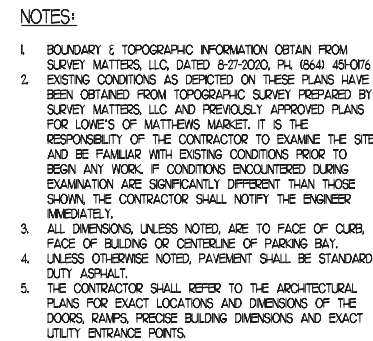 NOTES:
1. BOUNDARY & TOPOGRAPHIC INFORMATION OBTAIN FROM
SURVEY MATTERS, LLC, DATED 8-27-2020, PH. (864) 451-0176
2. EXISTING CONDITIONS AS DEPICTED ON THESE PLANS HAVE
BEEN OBTAINED FROM TOPOGRAPHIC SURVEY PREPARED BY
SURVEY MATTERS, LLC AND PREVIOUSLY APPROVED PLANS
FOR LOWE'S OF MATTHEWS MARKET. IT IS THE
RESPONSIBILITY OF THE CONTRACTOR TO EXAMINE THE SITE
AND BE FAMILIAR WITH EXISTING CONDITIONS PRIOR TO
BEGIN ANY WORK. IF CONDITIONS ENCOUNTERED DURING
EXAMINATION ARE SIGNIFICANTLY DIFFERENT THAN THOSE
SHOWN, THE CONTRACTOR SHALL NOTIFY THE ENGINEER
IMMEDIATELY.
3. ALL DIMENSIONS, UNLESS NOTED, ARE TO FACE OF CURB,
FACE OF BUILDING OR CENTERLINE OF PARKING BAY.
4. UNLESS OTHERWISE NOTED, PAVEMENT SHALL BE STANDARD
DUTY ASPHALT.
5. THE CONTRACTOR SHALL REFER TO THE ARCHITECTURAL
PLANS FOR EXACT LOCATIONS AND DIMENSIONS OF THE
DOORS, RAMPS, PRECISE BUILDING DIMENSIONS AND EXACT
UTILITY ENTRANCE POINTS.